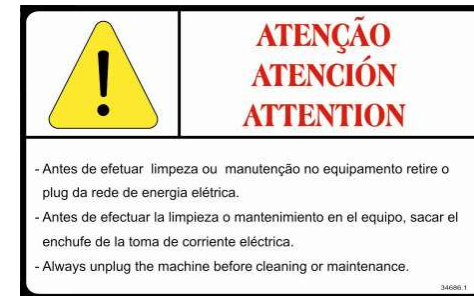 ATENÇÃO
ATENCIÓN
ATTENTION
- Antes de efetuar limpeza ou manutenção no equipamento retire o
plug da rede de energia elétrica.
- Antes de efectuar la limpieza o mantenimiento en el equipo, sacar el
enchufe de la toma de corriente eléctrica.
- Always unplug the machine before cleaning or maintenance.
34686.1